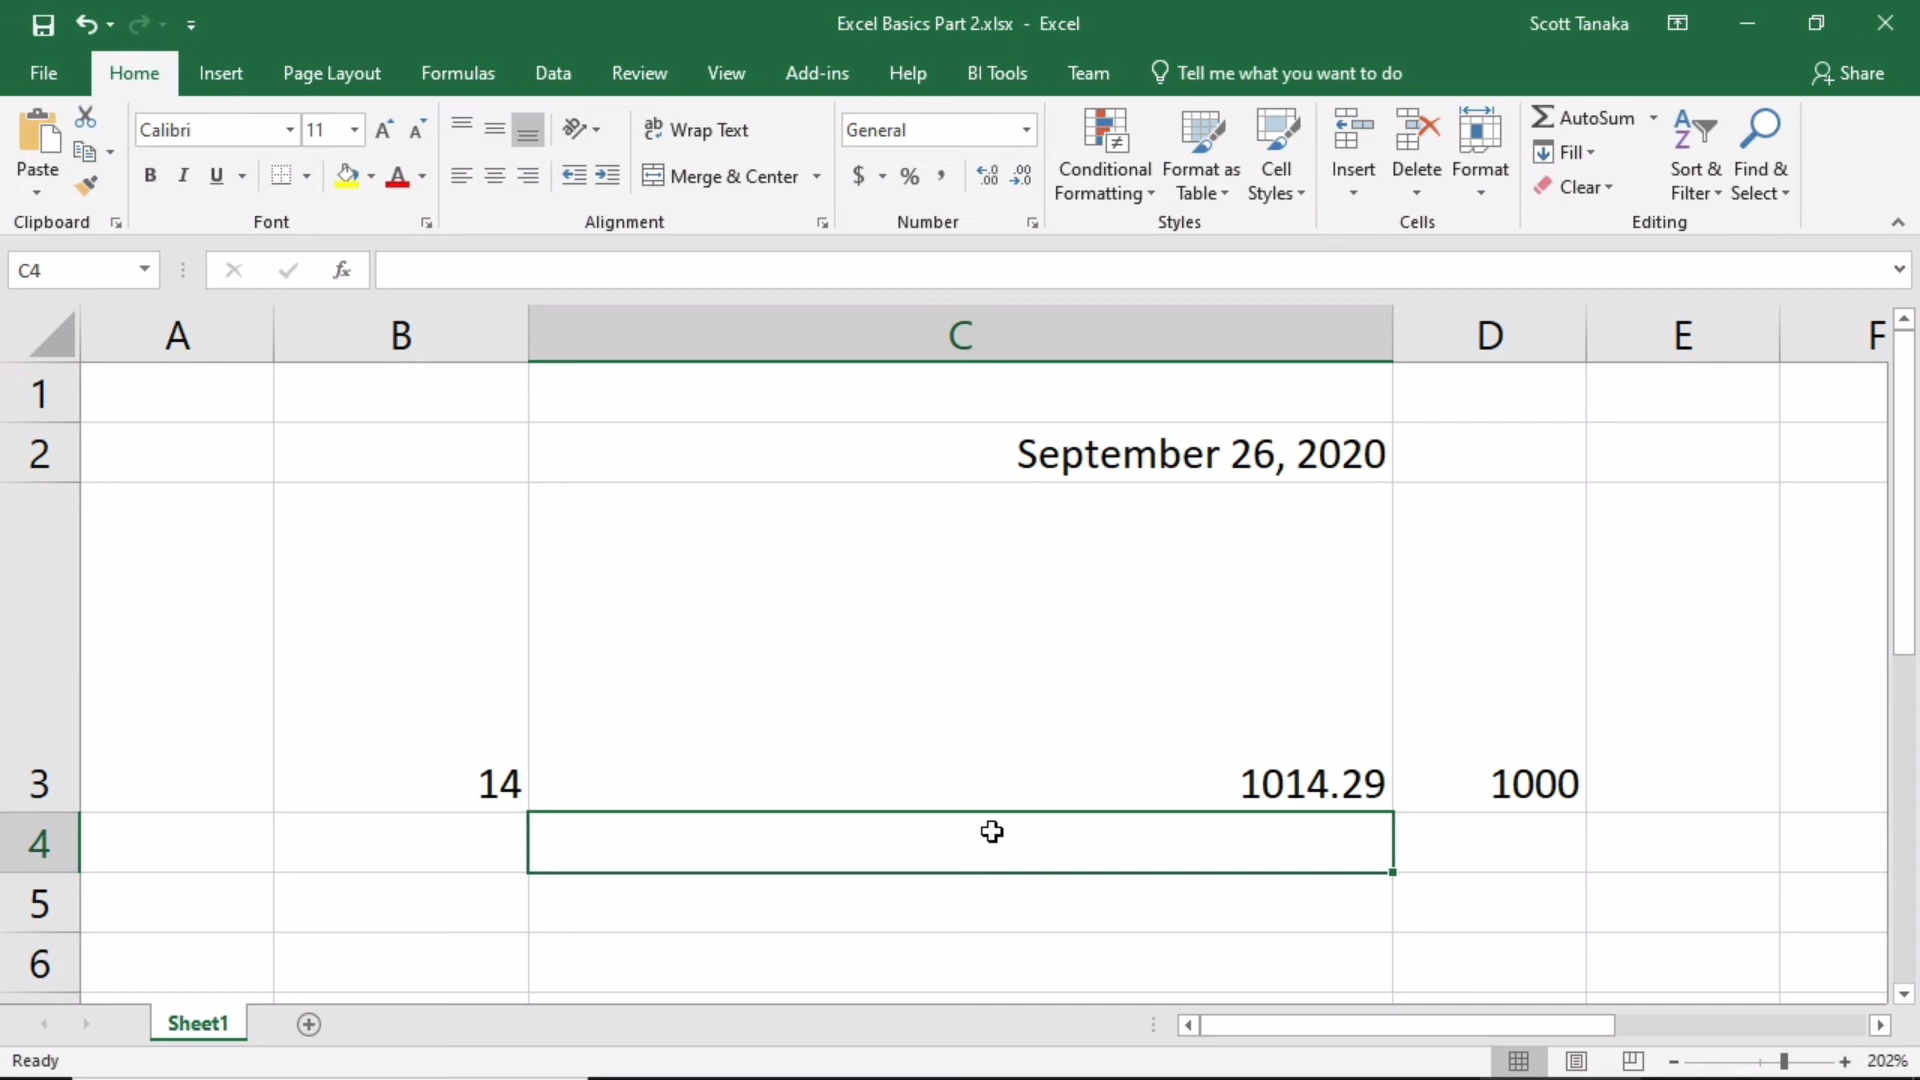 Excel Basics Part 2.xlsx - Excel
Scott Tanaka
File Home Insert Page Layout Formulas Data Review View Add-ins Help BI Tools Team Tell me what you want to do Share
Paste
Clipboard
Calibri 11
B I U
Font
Wrap Text
Merge & Center
Alignment
General
$ % ,
Number
Conditional Formatting
Format as Table
Cell Styles
Styles
Insert Delete Format
Cells
AutoSum
Fill
Clear
Sort & Filter
Find & Select
Editing
C4 fx
A B C D E F
1
2 September 26, 2020
3 14 1014.29 1000
4
5
6
Sheet1
Ready 202%